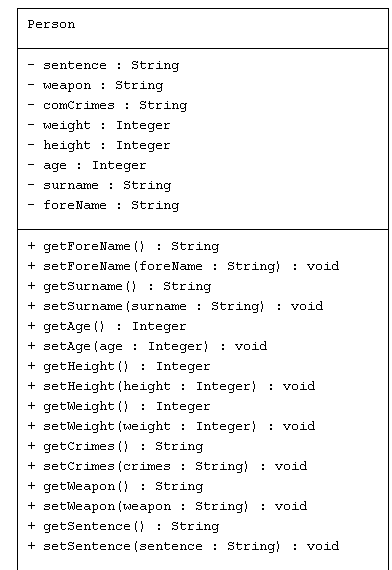 Person
- sentence : String
- weapon : String
- comCrimes : String
- weight : Integer
- height : Integer
- age : Integer
- surname : String
- foreName : String
+ getForeName() : String
+ setForeName(foreName : String) : void
+ getSurname() : String
+ setSurname(surname : String) : void
+ getAge() : Integer
+ setAge(age : Integer) : void
+ getHeight() : Integer
+ setHeight(height : Integer) : void
+ getWeight() : Integer
+ setWeight(weight : Integer) : void
+ getCrimes() : String
+ setCrimes(crimes : String) : void
+ getWeapon() : String
+ setWeapon(weapon : String) : void
+ getSentence() : String
+ setSentence(sentence : String) : void